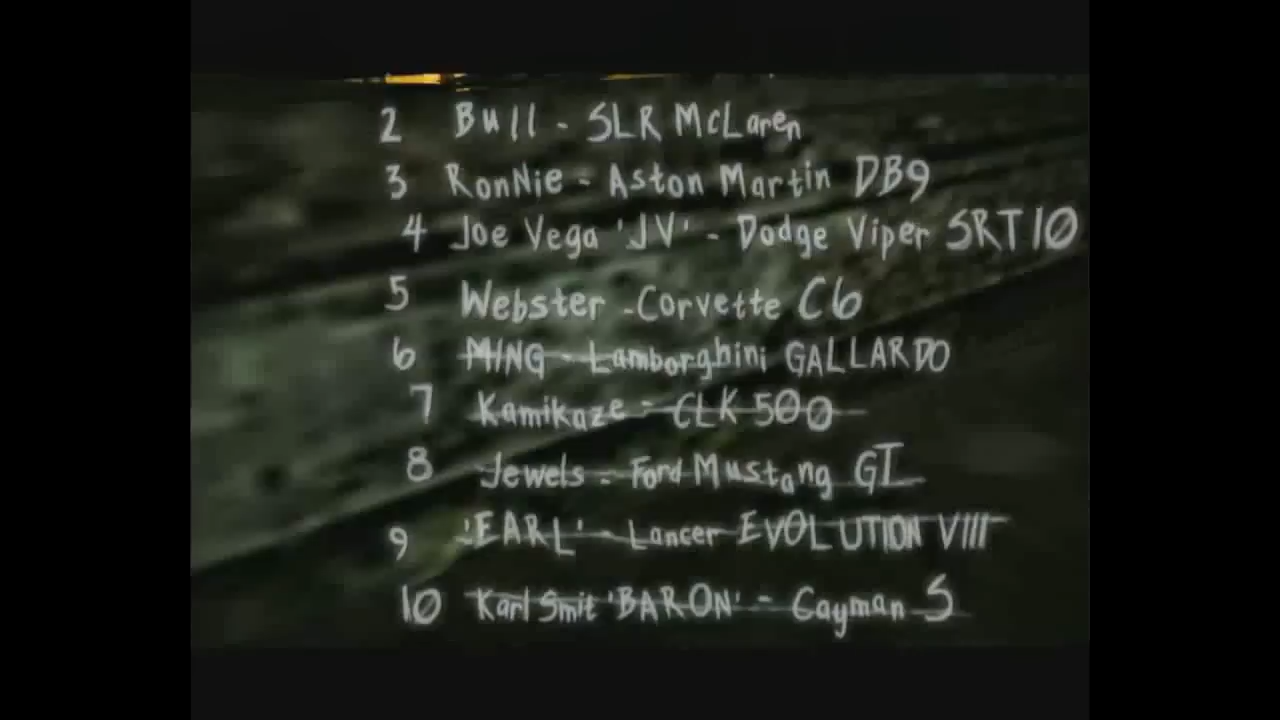 2 Bull - SLR McLaren
3 RonNie - Aston Martin DB9
4 Joe Vega 'JV' - Dodge Viper SRT10
5 Webster - Corvette C6
6 MING - Lamborghini GALLARDO
7 Kamikaze - CLK 500
8 Jewels - Ford Mustang GT
9 'EARL' - Lancer EVOLUTION VIII
10 Karl Smit 'BARON' - Cayman S